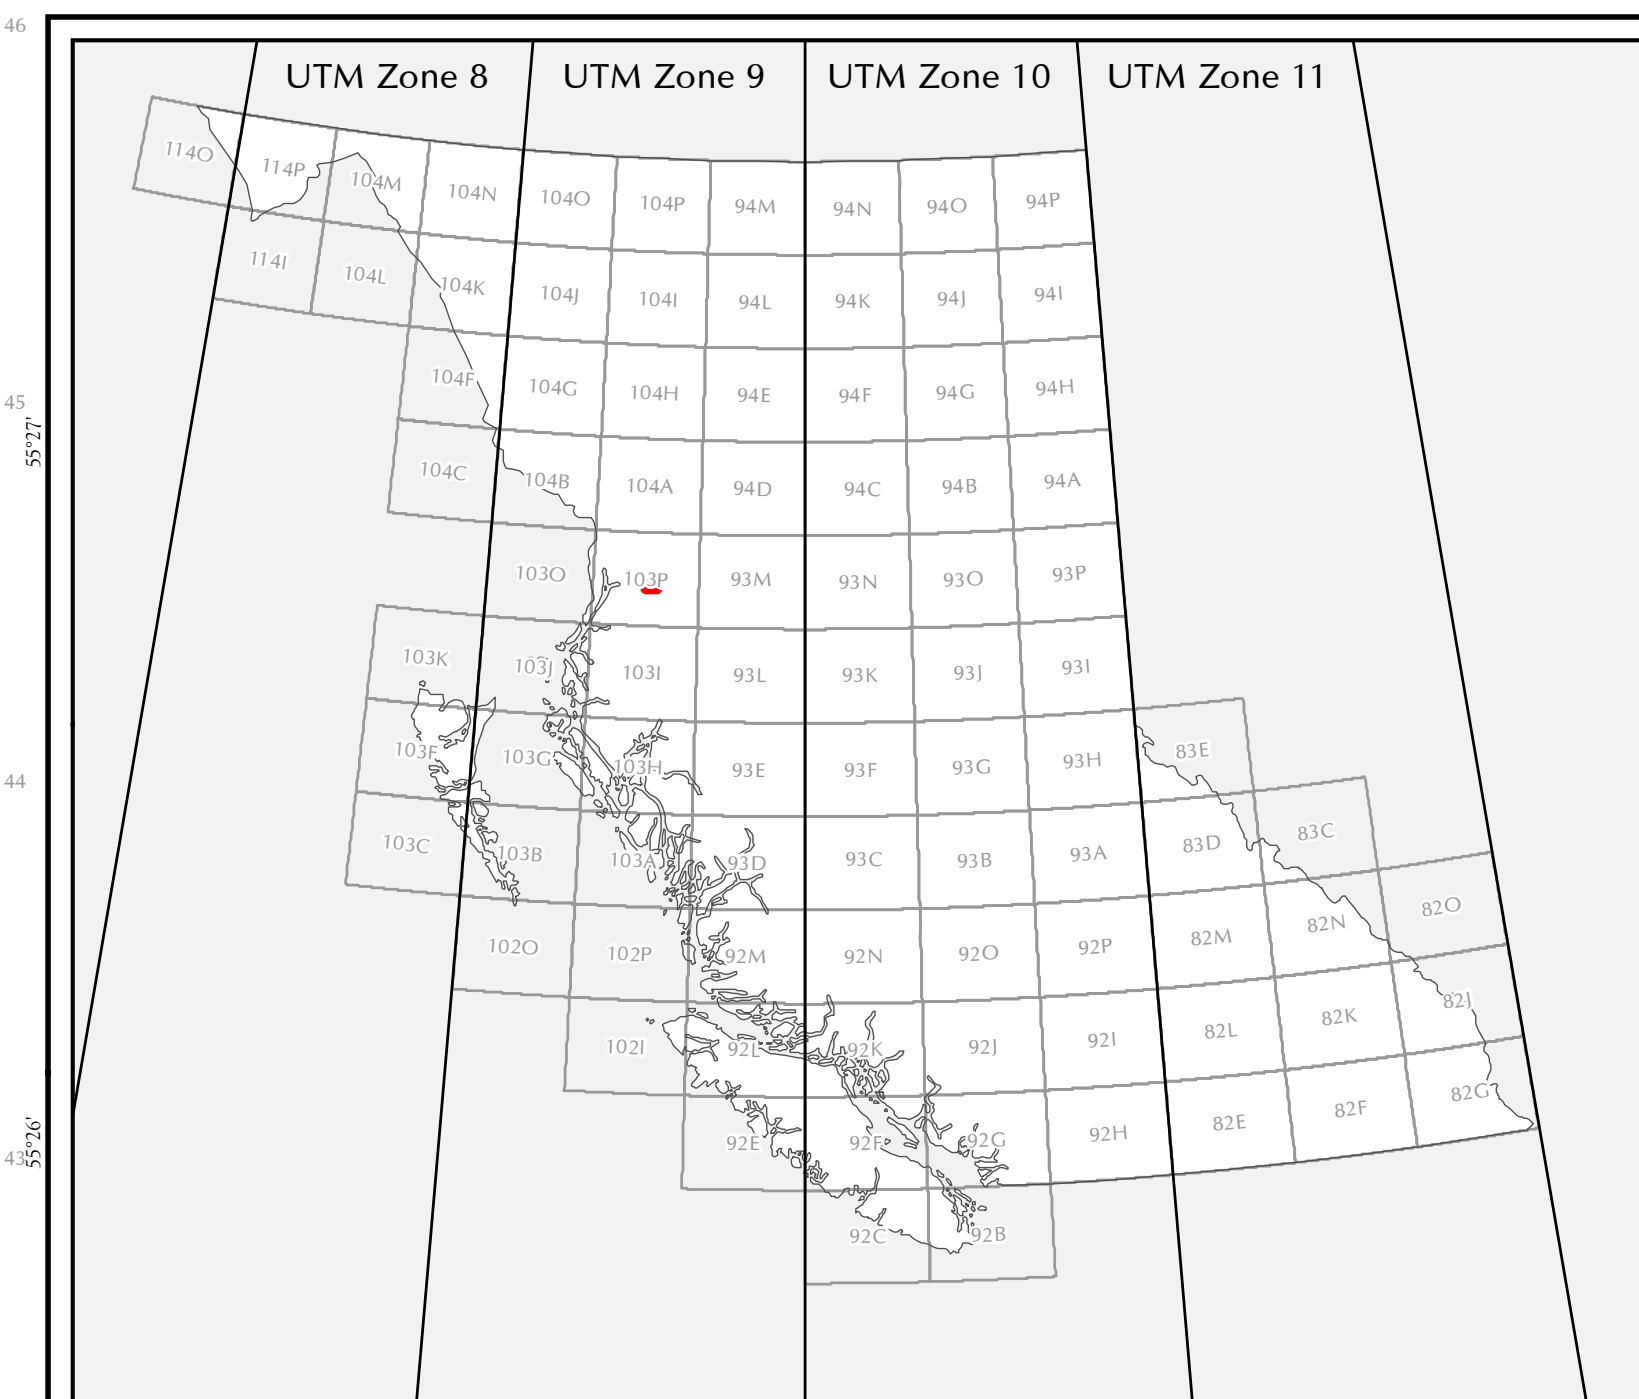 46
UTM Zone 8 UTM Zone 9 UTM Zone 10 UTM Zone 11
114O 114P 104M 104N 104O 104P 94M 94N 94O 94P
114I 104L 104K 104J 104I 94L 94K 94J 94I
104F 104G 104H 94E 94F 94G 94H
45
55°27'
104C 104B 104A 94D 94C 94B 94A
103O 103P 93M 93N 93O 93P
103K 103J 103I 93L 93K 93J 93I
103F 103G 103H 93E 93F 93G 93H 83E
44
103C 103B 103A 93D 93C 93B 93A 83D 83C
102O 102P 92M 92N 92O 92P 82M 82N 82O
102I 92L 92K 92J 92I 82L 82K 82J
92E 92F 92G 92H 82E 82F 82G
43
55°26'
92C 92B